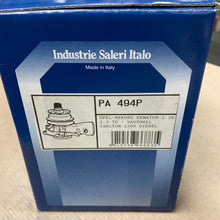 Industrie Saleri Italo
Made in Italy
PA 494P
OPEL-REKORD SENATOR 2.3D
2.3 TD - VAUXHALL
CARLTON-2300 DIESEL